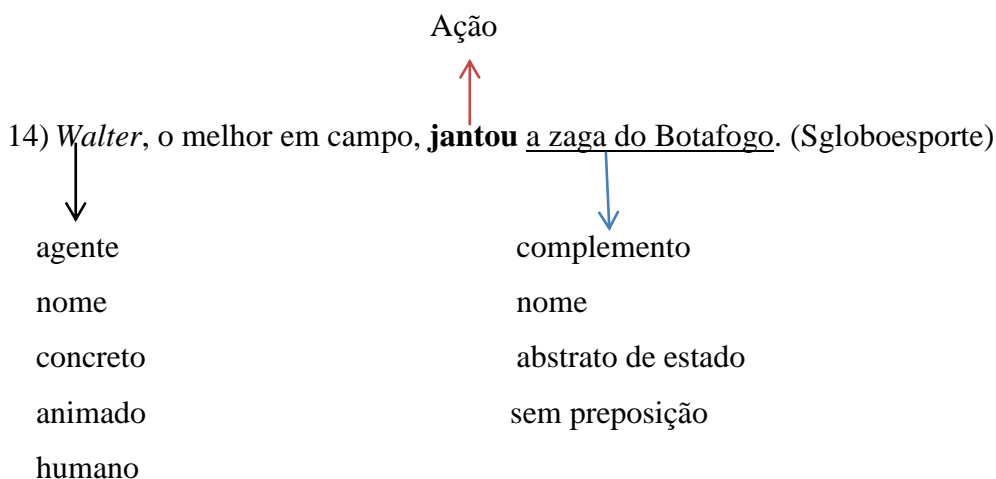 Ação
14) Walter, o melhor em campo, jantou a zaga do Botafogo. (Sgloboesporte)
agente complemento
nome nome
concreto abstrato de estado
animado sem preposição
humano